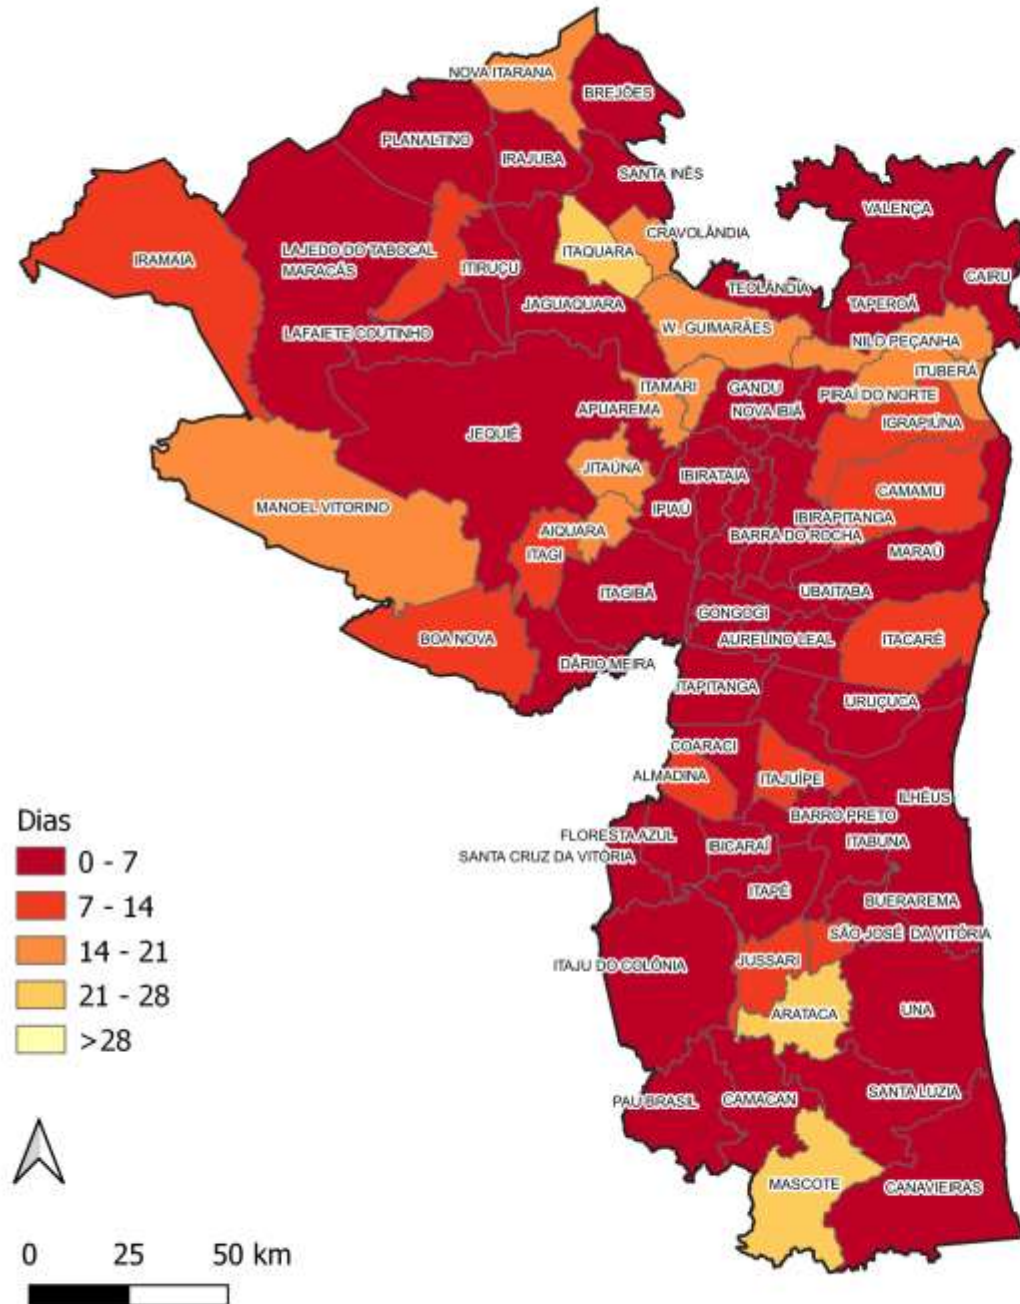 NOVA ITARANA
BREJÕES
PLANALTINO
IRAJUBA
SANTA INÊS
VALENÇA
CRAVOLÂNDIA
ITAQUARA
IRAMAIA
LAJEDO DO TABOCAL
MARACÁS
ITIRUÇU
CAIRU
TEOLÂNDIA
JAGUAQUARA
TAPEROÁ
LAFAIETE COUTINHO
W. GUIMARÃES
NILO PEÇANHA
ITUBERÁ
ITAMARI
GANDU
PIRAÍ DO NORTE
APUAREMA
NOVA IBIÁ
IGRAPIÚNA
JEQUIÉ
JITAÚNA
IBIRATAIA
CAMAMU
MANOEL VITORINO
IPIAÚ
IBIRAPITANGA
AIQUARA
BARRA DO ROCHA
ITAGI
MARAÚ
ITAGIBÁ
UBAITABA
GONGOGI
BOA NOVA
AURELINO LEAL
ITACARÉ
DÁRIO MEIRA
ITAPITANGA
URUÇUCA
COARACI
ALMADINA
ITAJUÍPE
ILHÉUS
BARRO PRETO
FLORESTA AZUL
IBICARAÍ
ITABUNA
SANTA CRUZ DA VITÓRIA
ITAPÉ
BUERAREMA
SÃO JOSÉ DA VITÓRIA
ITAJU DO COLÔNIA
JUSSARI
ARATACA
UNA
SANTA LUZIA
PAU BRASIL
CAMACAN
MASCOTE
CANAVIEIRAS
Dias
0 - 7
7 - 14
14 - 21
21 - 28
>28
0 25 50 km